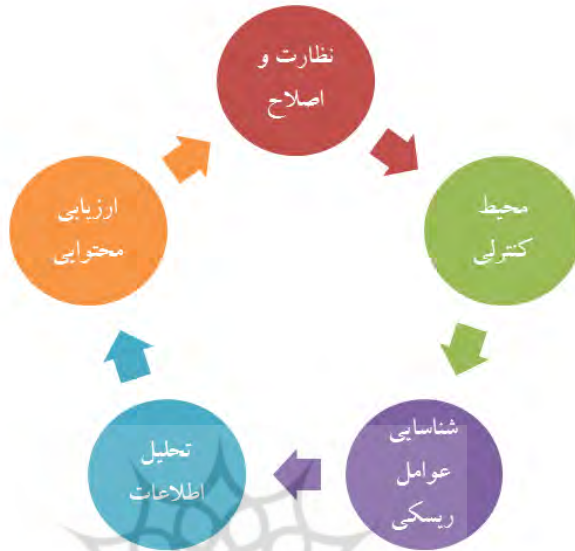 نظارت و
اصلاح
محیط
کنترلی
شناسایی
عوامل
ریسکی
تحلیل
اطلاعات
ارزیابی
محتوایی